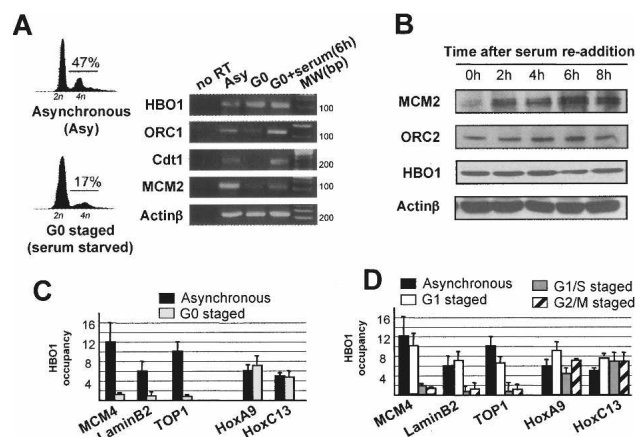 A
47%
2n 4n
Asynchronous
(Asy)
17%
2n 4n
G0 staged
(serum starved)
no RT Asy G0 G0+serum(6h) MW(bp)
HBO1 100
ORC1 100
Cdt1 200
MCM2 100
Actinβ 200
B
Time after serum re-addition
0h 2h 4h 6h 8h
MCM2
ORC2
HBO1
Actinβ
C
Asynchronous
G0 staged
HBO1
occupancy
16
12
8
4
MCM4 LaminB2 TOP1 HoxA9 HoxC13
D
Asynchronous G1/S staged
G1 staged G2/M staged
HBO1
occupancy
16
12
8
4
MCM4 LaminB2 TOP1 HoxA9 HoxC13